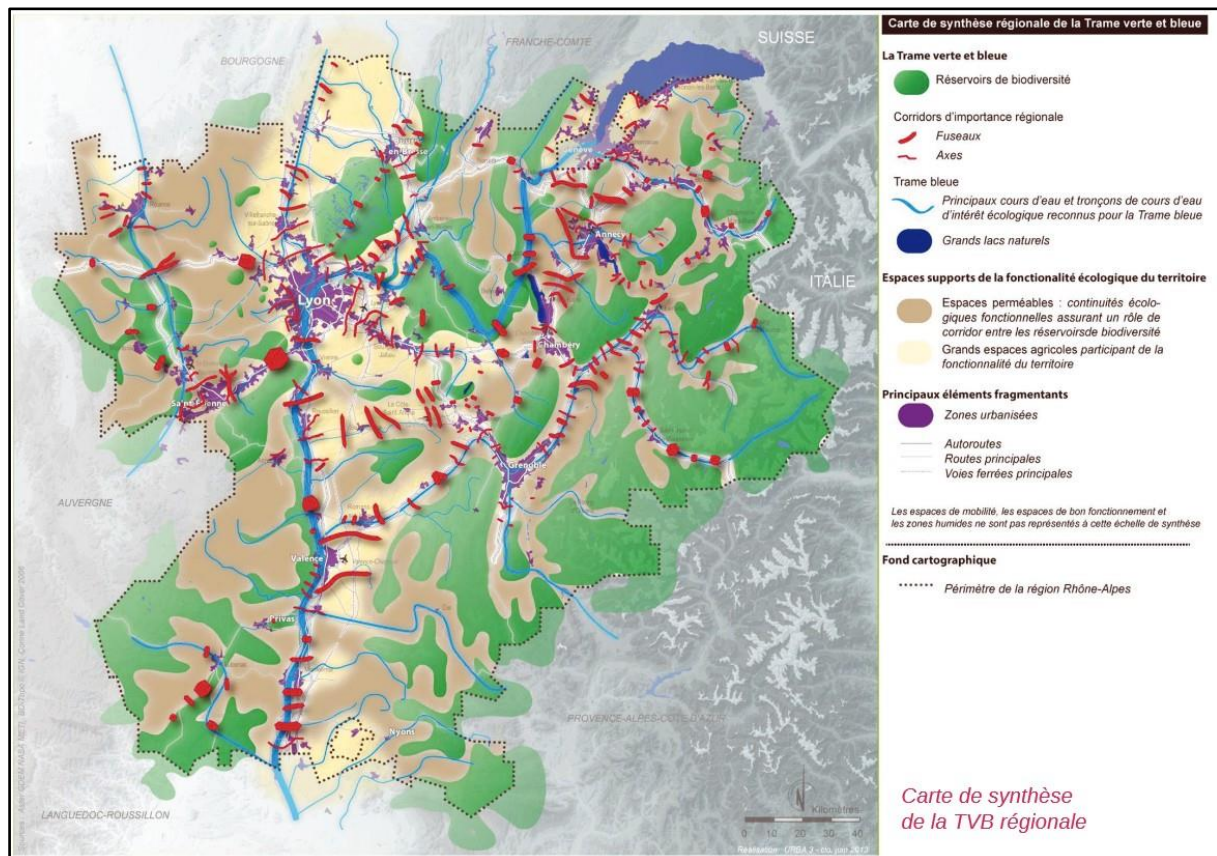 FRANCHE-COMTÉ
SUISSE
BOURGOGNE
Genève
Annecy
ITALIE
Lyon
Chambéry
Saint-Etienne
Grenoble
AUVERGNE
Valence
Privas
Nyons
PROVENCE-ALPES-CÔTE D'AZUR
LANGUEDOC-ROUSSILLON
N
Kilomètres
0 10 20 30 40
Carte de synthèse régionale de la Trame verte et bleue
La Trame verte et bleue
Réservoirs de biodiversité
Corridors d'importance régionale
Fuseaux
Axes
Trame bleue
Principaux cours d'eau et tronçons de cours d'eau
d'intérêt écologique reconnus pour la Trame bleue
Grands lacs naturels
Espaces supports de la fonctionalité écologique du territoire
Espaces perméables : continuités écolo-
giques fonctionnelles assurant un rôle de
corridor entre les réservoirsde biodiversité
Grands espaces agricoles participant de la
fonctionnalité du territoire
Principaux éléments fragmentants
Zones urbanisées
Autoroutes
Routes principales
Voies ferrées principales
Les espaces de mobilité, les espaces de bon fonctionnement et
les zones humides ne sont pas représentés à cette échelle de synthèse
Fond cartographique
Périmètre de la région Rhône-Alpes
Carte de synthèse
de la TVB régionale